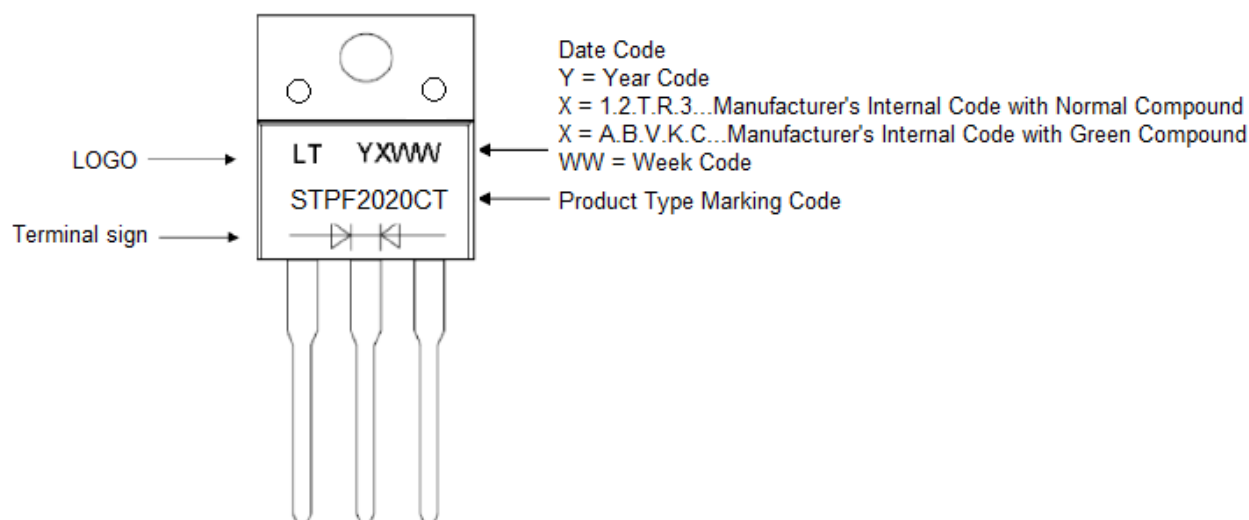 Date Code
Y = Year Code
X = 1.2.T.R.3...Manufacturer's Internal Code with Normal Compound
X = A.B.V.K.C...Manufacturer's Internal Code with Green Compound
WW = Week Code
LOGO
LT YXWW
STPF2020CT
Product Type Marking Code
Terminal sign